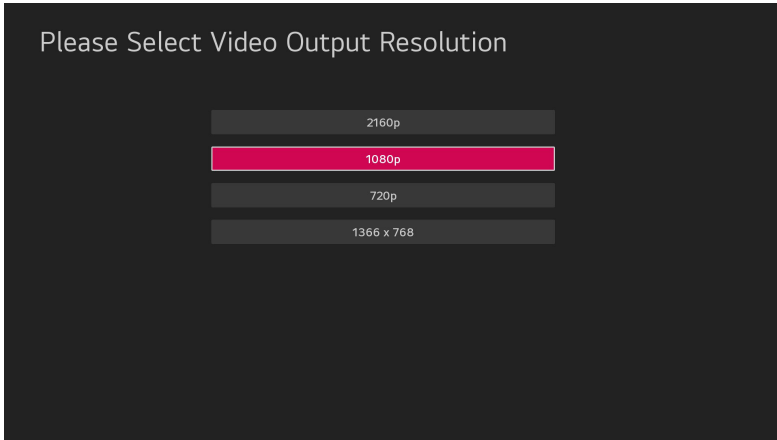 Please Select Video Output Resolution
2160p
1080p
720p
1366 x 768